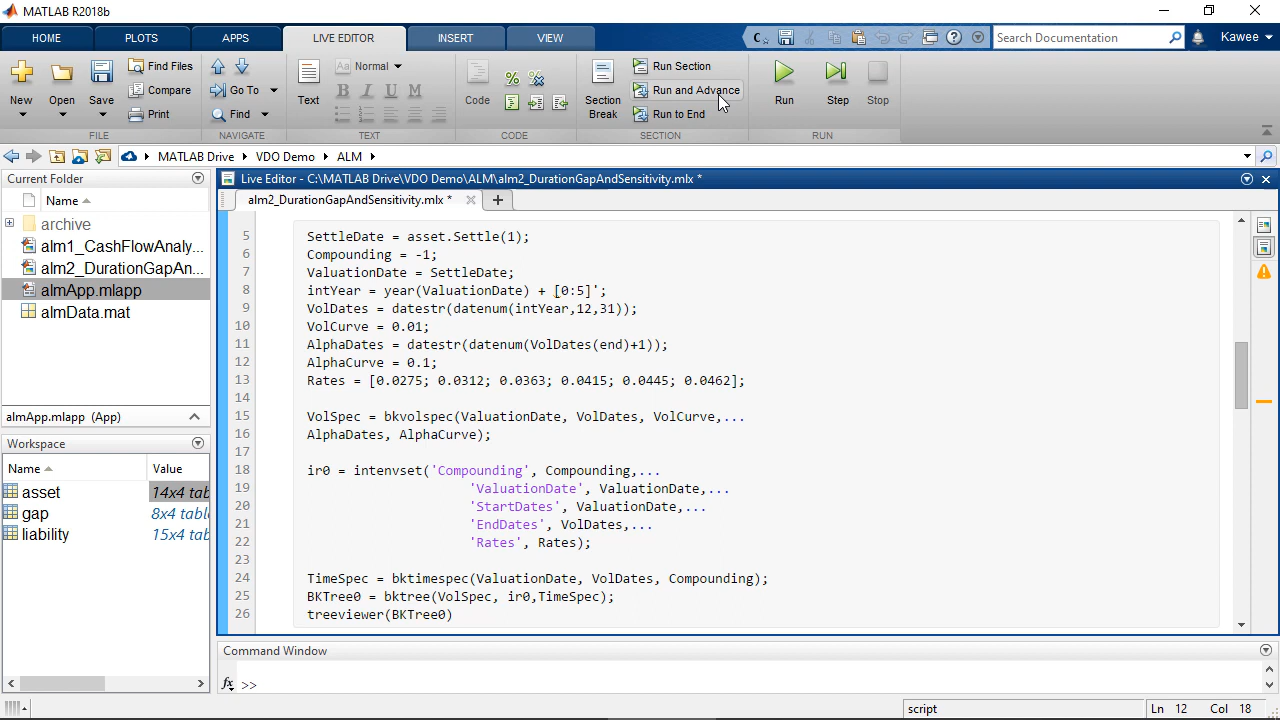 MATLAB R2018b
HOME PLOTS APPS LIVE EDITOR INSERT VIEW Search Documentation Kawee
New Open Save Find Files Compare Print
FILE
Go To Find
NAVIGATE
Text Normal B I U M
TEXT
Code
CODE
Section Break Run Section Run and Advance Run to End
SECTION
Run Step Stop
RUN
MATLAB Drive VDO Demo ALM
Current Folder
Name
archive
alm1_CashFlowAnaly...
alm2_DurationGapAn...
almApp.mlapp
almData.mat
almApp.mlapp (App)
Workspace
Name Value
asset 14x4 tab
gap 8x4 table
liability 15x4 tab
Live Editor - C:\MATLAB Drive\VDO Demo\ALM\alm2_DurationGapAndSensitivity.mlx *
alm2_DurationGapAndSensitivity.mlx *
5 SettleDate = asset.Settle(1);
6 Compounding = -1;
7 ValuationDate = SettleDate;
8 intYear = year(ValuationDate) + [0:5]';
9 VolDates = datestr(datenum(intYear,12,31));
10 VolCurve = 0.01;
11 AlphaDates = datestr(datenum(VolDates(end)+1));
12 AlphaCurve = 0.1;
13 Rates = [0.0275; 0.0312; 0.0363; 0.0415; 0.0445; 0.0462];
14
15 VolSpec = bkvolspec(ValuationDate, VolDates, VolCurve,...
16 AlphaDates, AlphaCurve);
17
18 ir0 = intenvset('Compounding', Compounding,...
19 'ValuationDate', ValuationDate,...
20 'StartDates', ValuationDate,...
21 'EndDates', VolDates,...
22 'Rates', Rates);
23
24 TimeSpec = bktimespec(ValuationDate, VolDates, Compounding);
25 BKTree0 = bktree(VolSpec, ir0,TimeSpec);
26 treeviewer(BKTree0)
Command Window
fx >>
script Ln 12 Col 18